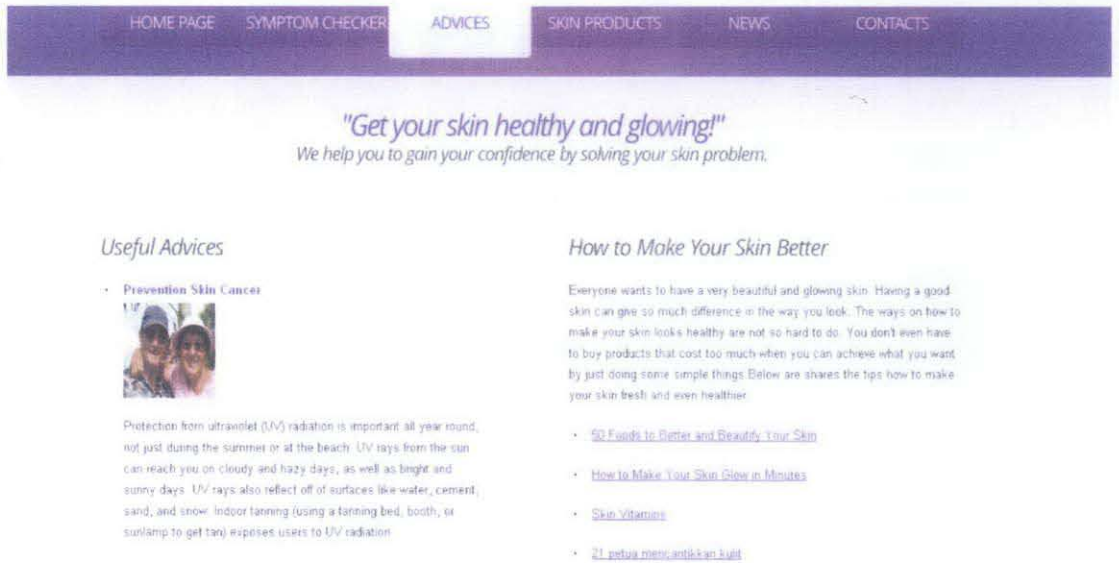 HOME PAGE SYMPTOM CHECKER ADVICES SKIN PRODUCTS NEWS CONTACTS
"Get your skin healthy and glowing!"
We help you to gain your confidence by solving your skin problem.
Useful Advices
• Prevention Skin Cancer
Protection from ultraviolet (UV) radiation is important all year round,
not just during the summer or at the beach. UV rays from the sun
can reach you on cloudy and hazy days, as well as bright and
sunny days. UV rays also reflect off of surfaces like water, cement,
sand, and snow. Indoor tanning (using a tanning bed, booth, or
sunlamp to get tan) exposes users to UV radiation.
How to Make Your Skin Better
Everyone wants to have a very beautiful and glowing skin. Having a good
skin can give so much difference in the way you look. The ways on how to
make your skin looks healthy are not so hard to do. You don't even have
to buy products that cost too much when you can achieve what you want
by just doing some simple things.Below are shares the tips how to make
your skin fresh and even healthier.
• 50 Foods to Better and Beautify Your Skin
• How to Make Your Skin Glow in Minutes
• Skin Vitamins
• 21 petua mencantikkan kulit